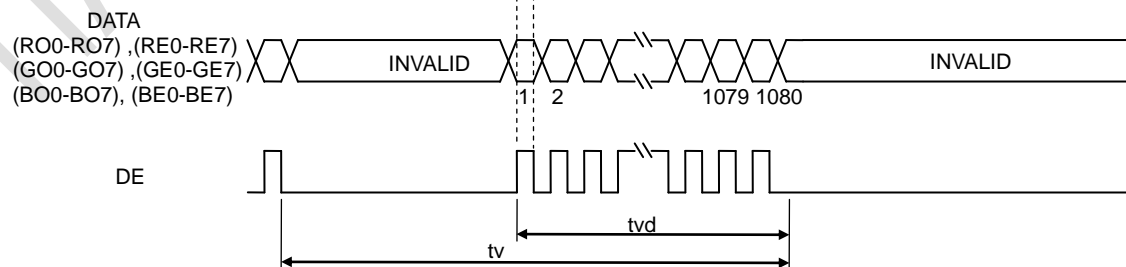 DATA
(RO0-RO7) ,(RE0-RE7)
(GO0-GO7) ,(GE0-GE7)
(BO0-BO7), (BE0-BE7)
INVALID
INVALID
1 2 1079 1080
DE
tvd
tv